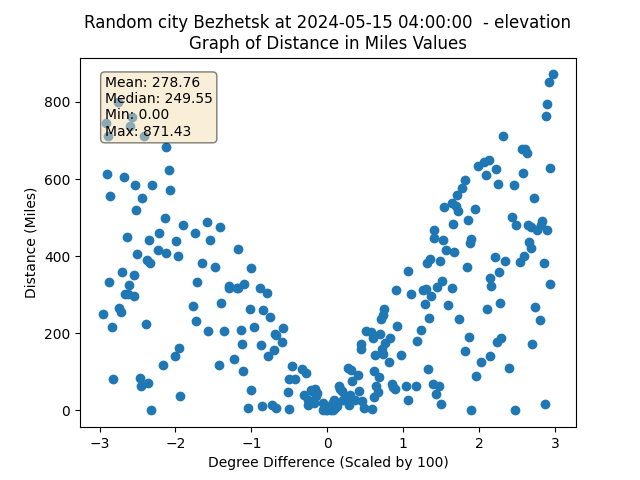 Random city Bezhetsk at 2024-05-15 04:00:00  - elevation
Graph of Distance in Miles Values
Mean: 278.76
Median: 249.55
Min: 0.00
Max: 871.43
Distance (Miles)
800
600
400
200
0
−3
−2
−1
0
1
2
3
Degree Difference (Scaled by 100)